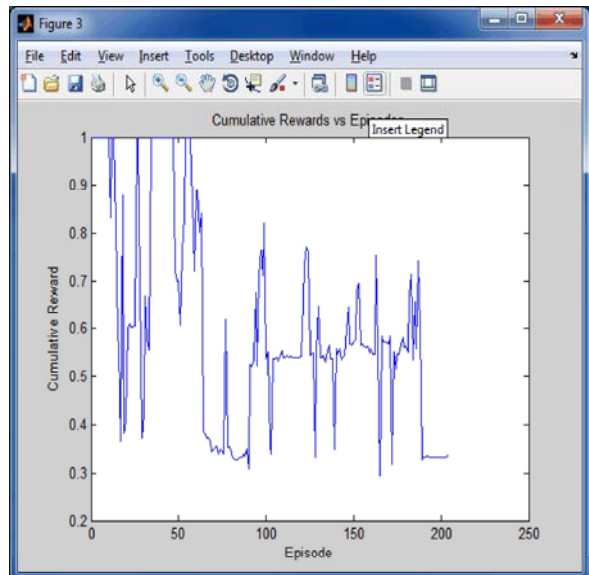 Figure 3
File Edit View Insert Tools Desktop Window Help
Cumulative Rewards vs
Insert Legend
1
0.9
0.8
0.7
0.6
0.5
0.4
0.3
0.2
Cumulative Reward
0 50 100 150 200 250
Episode